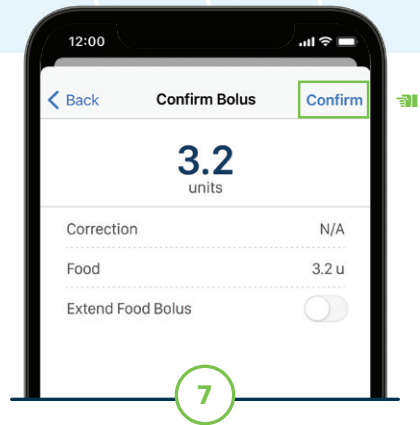 12:00
Back Confirm Bolus Confirm
3.2
units
Correction N/A
Food 3.2 u
Extend Food Bolus
7